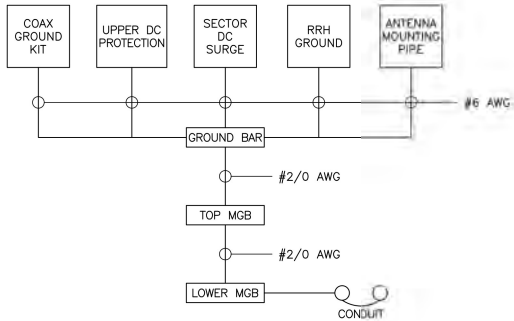 COAX
GROUND
KIT
UPPER DC
PROTECTION
SECTOR
DC
SURGE
RRH
GROUND
ANTENNA
MOUNTING
PIPE
#6 AWG
GROUND BAR
#2/0 AWG
TOP MGB
#2/0 AWG
LOWER MGB
CONDUIT